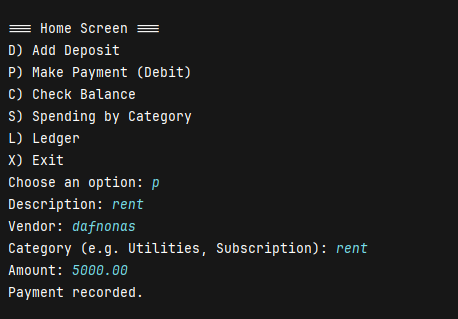 === Home Screen ===
D) Add Deposit
P) Make Payment (Debit)
C) Check Balance
S) Spending by Category
L) Ledger
X) Exit
Choose an option: p
Description: rent
Vendor: dafnonas
Category (e.g. Utilities, Subscription): rent
Amount: 5000.00
Payment recorded.